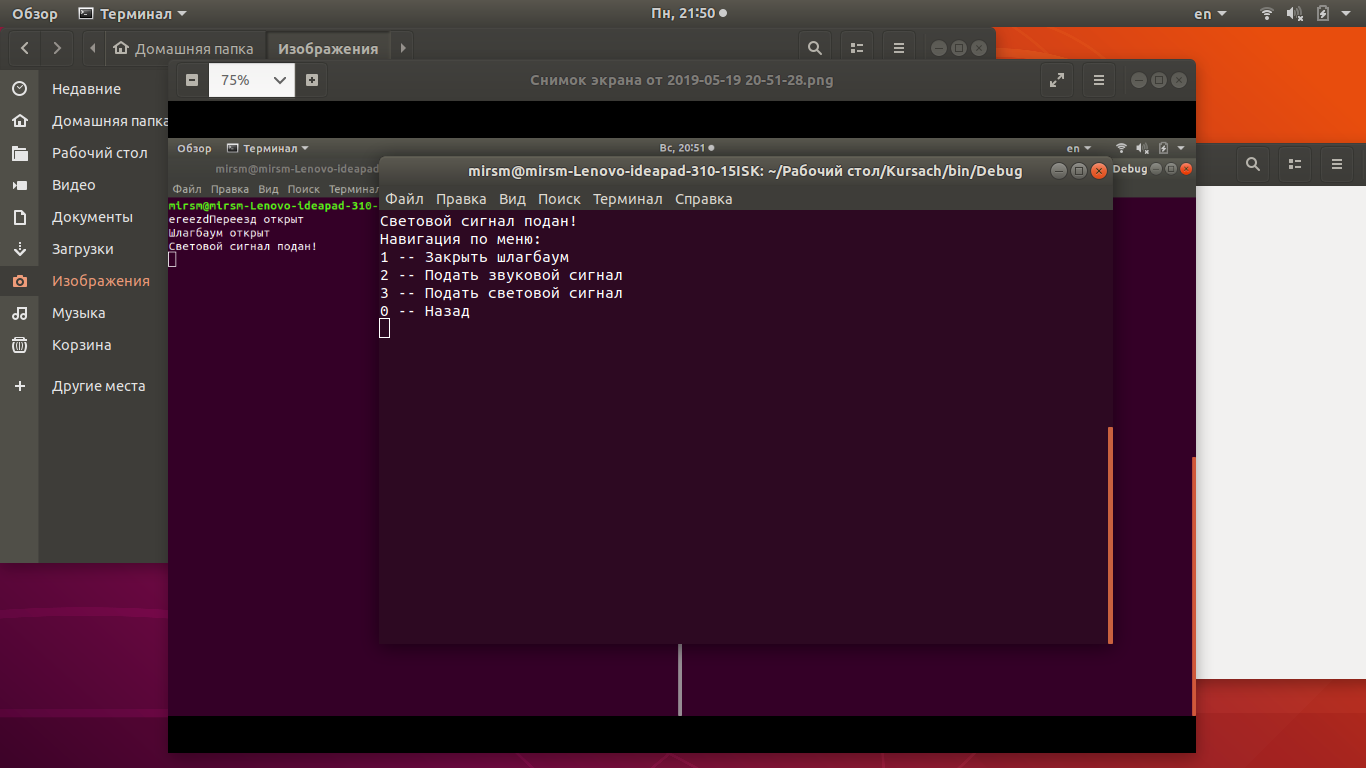 Обзор Терминал Пн, 21:50 en
Домашняя папка Изображения
75% Снимок экрана от 2019-05-19 20-51-28.png
Недавние
Домашняя папка
Рабочий стол
Видео
Документы
Загрузки
Изображения
Музыка
Корзина
Другие места
Обзор Терминал Вс, 20:51 en
mirsm@mirsm-Lenovo-ideapad Debug
Файл Правка Вид Поиск Терминал
mirsm@mirsm-Lenovo-ideapad-310-
ereezdПереезд открыт
Шлагбаум открыт
Световой сигнал подан!
mirsm@mirsm-Lenovo-ideapad-310-15ISK: ~/Рабочий стол/Kursach/bin/Debug
Файл Правка Вид Поиск Терминал Справка
Световой сигнал подан!
Навигация по меню:
1 -- Закрыть шлагбаум
2 -- Подать звуковой сигнал
3 -- Подать световой сигнал
0 -- Назад